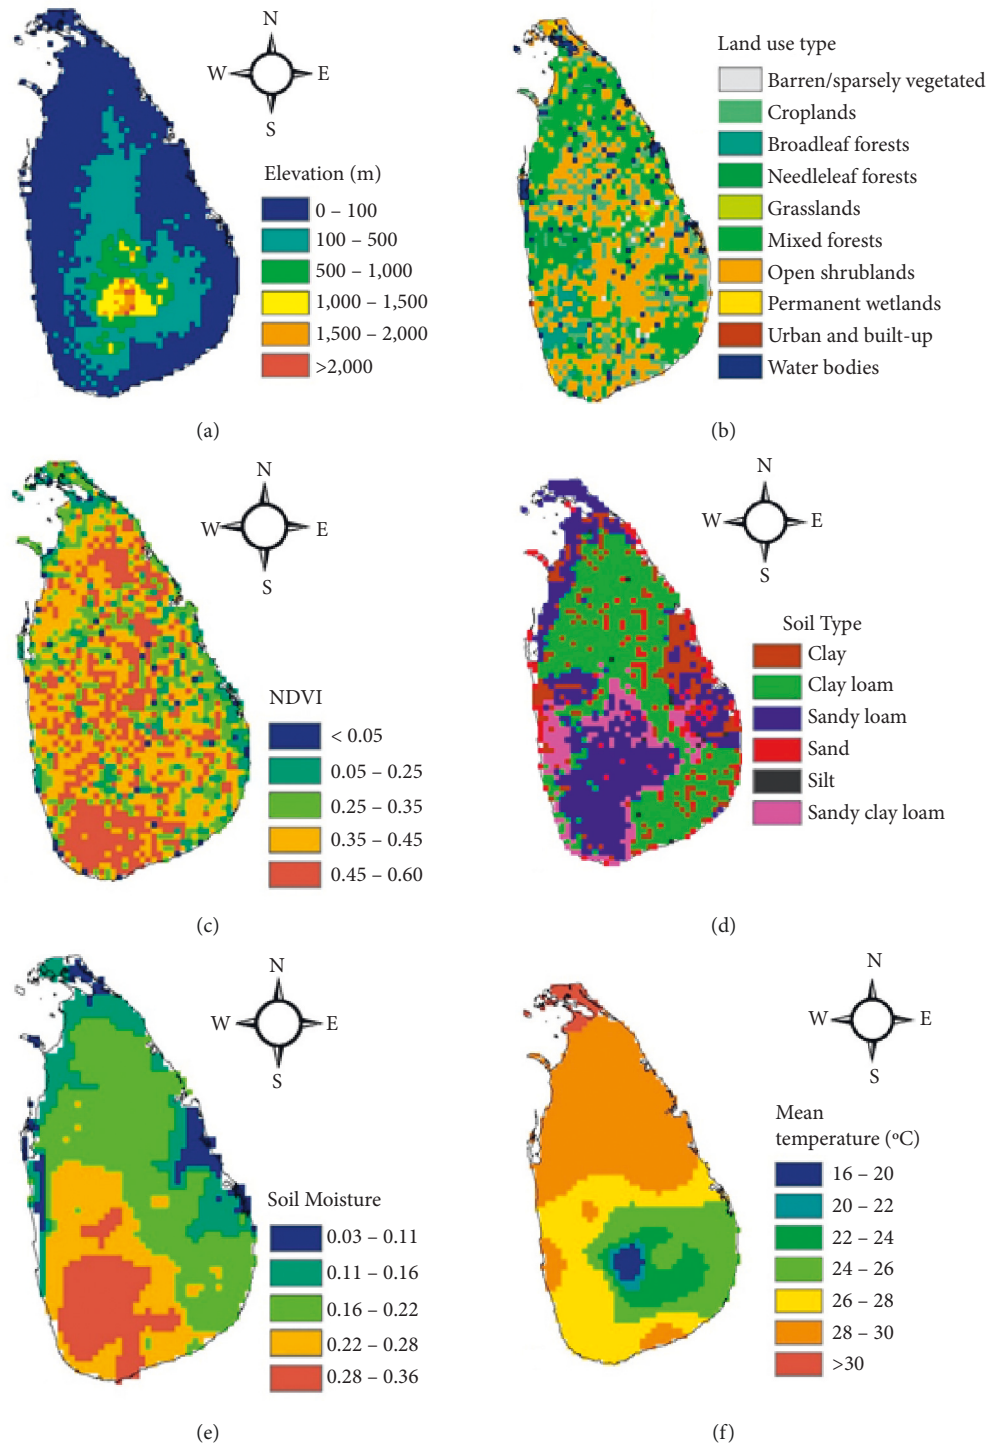 N
W E
S
Elevation (m)
0 – 100
100 – 500
500 – 1,000
1,000 – 1,500
1,500 – 2,000
>2,000
(a)
Land use type
Barren/sparsely vegetated
Croplands
Broadleaf forests
Needleleaf forests
Grasslands
Mixed forests
Open shrublands
Permanent wetlands
Urban and built-up
Water bodies
(b)
N
W E
S
NDVI
< 0.05
0.05 – 0.25
0.25 – 0.35
0.35 – 0.45
0.45 – 0.60
(c)
N
W E
S
Soil Type
Clay
Clay loam
Sandy loam
Sand
Silt
Sandy clay loam
(d)
N
W E
S
Soil Moisture
0.03 – 0.11
0.11 – 0.16
0.16 – 0.22
0.22 – 0.28
0.28 – 0.36
(e)
N
W E
S
Mean
temperature (ºC)
16 – 20
20 – 22
22 – 24
24 – 26
26 – 28
28 – 30
>30
(f)